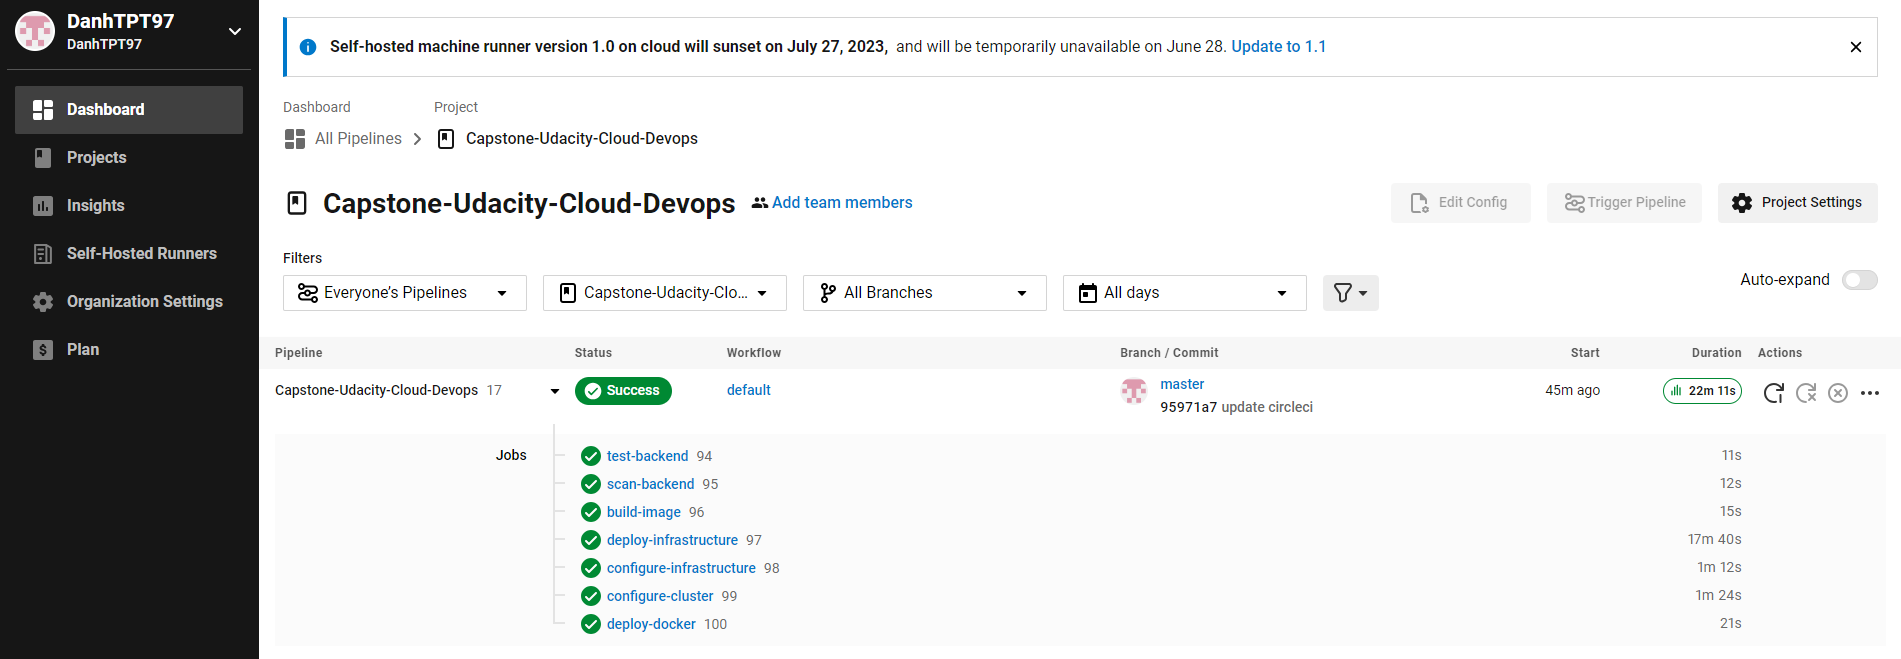 DanhTPT97
DanhTPT97
Dashboard
Projects
Insights
Self-Hosted Runners
Organization Settings
Plan
Self-hosted machine runner version 1.0 on cloud will sunset on July 27, 2023, and will be temporarily unavailable on June 28. Update to 1.1
Dashboard Project
All Pipelines Capstone-Udacity-Cloud-Devops
Capstone-Udacity-Cloud-Devops Add team members Edit Config Trigger Pipeline Project Settings
Filters
Everyone's Pipelines Capstone-Udacity-Clo... All Branches All days Auto-expand
Pipeline Status Workflow Branch / Commit Start Duration Actions
Capstone-Udacity-Cloud-Devops 17 Success default master 45m ago 22m 11s
95971a7 update circleci
Jobs test-backend 94 11s
scan-backend 95 12s
build-image 96 15s
deploy-infrastructure 97 17m 40s
configure-infrastructure 98 1m 12s
configure-cluster 99 1m 24s
deploy-docker 100 21s